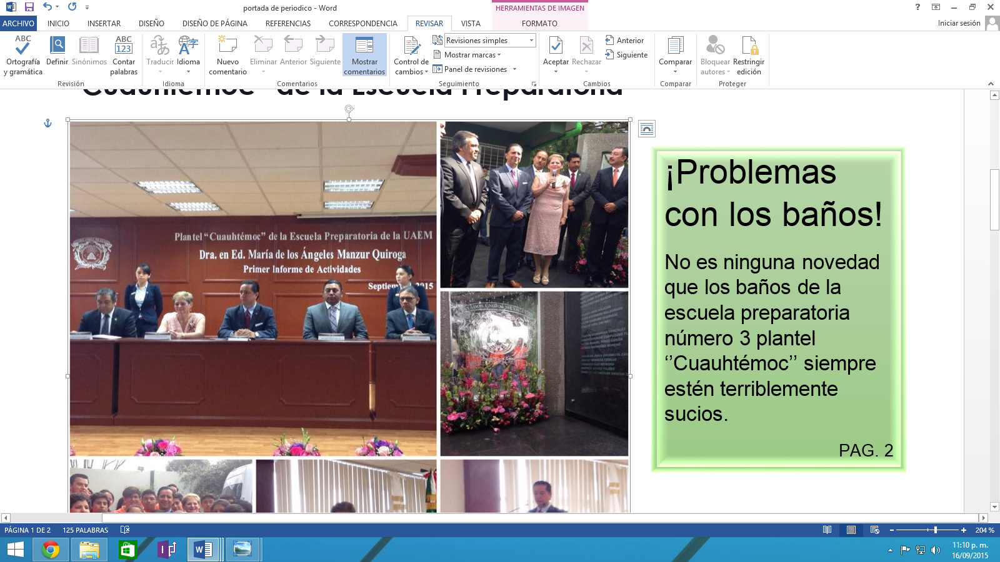 portada de periodico - Word
HERRAMIENTAS DE IMAGEN
?
ARCHIVO
INICIO
INSERTAR
DISEÑO
DISEÑO DE PÁGINA
REFERENCIAS
CORRESPONDENCIA
REVISAR
VISTA
FORMATO
Iniciar sesión
ABC
Ortografía
y gramática
Definir
Sinónimos
ABC
123
Contar
palabras
Revisión
Traducir
Idioma
Idioma
Nuevo
comentario
Eliminar
Anterior
Siguiente
Mostrar
comentarios
Comentarios
Control de
cambios
Revisiones simples
Mostrar marcas
Panel de revisiones
Seguimiento
Aceptar
Rechazar
Anterior
Siguiente
Cambios
Comparar
Comparar
Bloquear
autores
Restringir
edición
Proteger
Cuauhtémoc" de la Escuela Preparatoria
Plantel “Cuauhtémoc” de la Escuela Preparatoria de la UAEM
Dra. en Ed. María de los Ángeles Manzur Quiroga
Primer Informe de Actividades
2015
¡Problemas
con los baños!
No es ninguna novedad
que los baños de la
escuela preparatoria
número 3 plantel
‘’Cuauhtémoc’’ siempre
estén terriblemente
sucios.
PAG. 2
PÁGINA 1 DE 2
125 PALABRAS
204 %
11:10 p. m.
16/09/2015